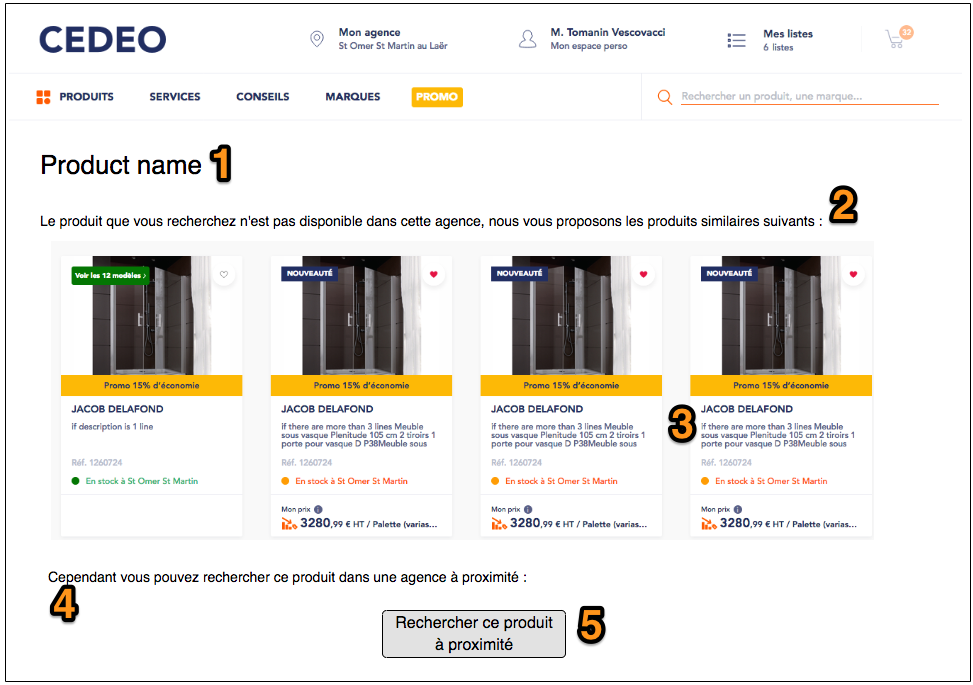 CEDEO
Mon agence
St Omer St Martin au Laër
M. Tomanin Vescovacci
Mon espace perso
Mes listes
6 listes
32
PRODUITS
SERVICES
CONSEILS
MARQUES
PROMO
Rechercher un produit, une marque...
Product name 1
2
Le produit que vous recherchez n'est pas disponible dans cette agence, nous vous proposons les produits similaires suivants :
Voir les 12 modèles ›
Promo 15% d'économie
JACOB DELAFOND
if description is 1 line
Réf. 1260724
En stock à St Omer St Martin
NOUVEAUTÉ
Promo 15% d'économie
JACOB DELAFOND
if there are more than 3 lines Meuble
sous vasque Plenitude 105 cm 2 tiroirs 1
porte pour vasque D P38Meuble sous
Réf. 1260724
En stock à St Omer St Martin
Mon prix i
3280,99 € HT / Palette (varias...
NOUVEAUTÉ
Promo 15% d'économie
JACOB DELAFOND
if there are more than 3 lines Meuble
sous vasque Plenitude 105 cm 2 tiroirs 1
porte pour vasque D P38Meuble sous
Réf. 1260724
En stock à St Omer St Martin
Mon prix i
3280,99 € HT / Palette (varias...
3
NOUVEAUTÉ
Promo 15% d'économie
JACOB DELAFOND
if there are more than 3 lines Meuble
sous vasque Plenitude 105 cm 2 tiroirs 1
porte pour vasque D P38Meuble sous
Réf. 1260724
En stock à St Omer St Martin
Mon prix i
3280,99 € HT / Palette (varias...
Cependant vous pouvez rechercher ce produit dans une agence à proximité :
4
Rechercher ce produit
à proximité
5